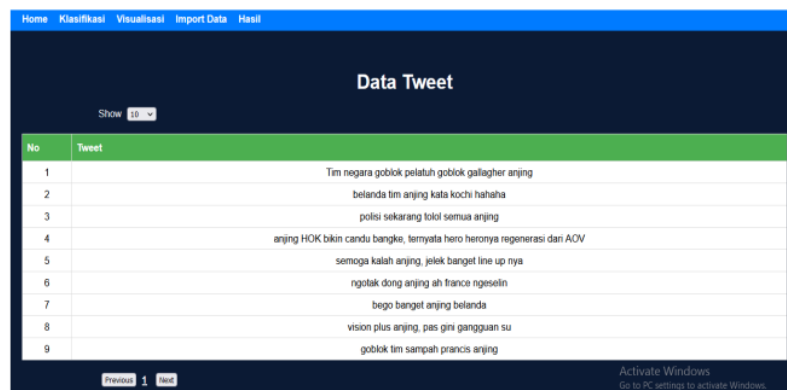 Home Klasifikasi Visualisasi Import Data Hasil
Data Tweet
Show 10
No Tweet
1 Tim negara goblok pelatuh goblok gallagher anjing
2 belanda tim anjing kata kochi hahaha
3 polisi sekarang tolol semua anjing
4 anjing HOK bikin candu bangke, ternyata hero heronya regenerasi dari AOV
5 semoga kalah anjing, jelek banget line up nya
6 ngotak dong anjing ah france ngeselin
7 bego banget anjing belanda
8 vision plus anjing, pas gini gangguan su
9 goblok tim sampah prancis anjing
Previous 1 Next
Activate Windows
Go to PC settings to activate Windows.